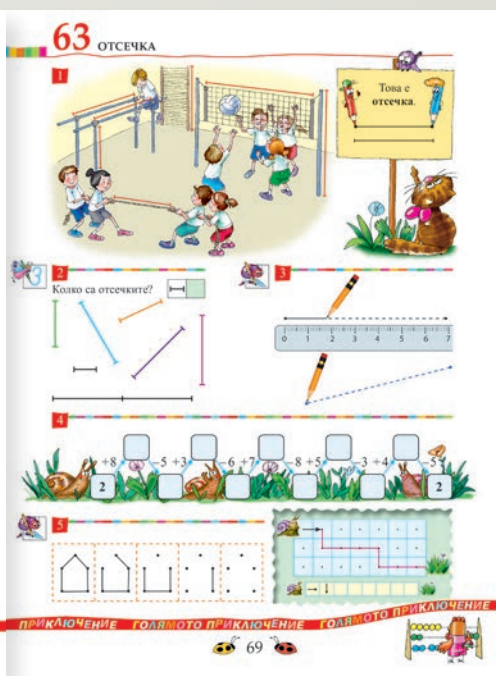 63 ОТСЕЧКА
1
Това е
отсечка.
2
Колко са отсечките?
3
0 1 2 3 4 5 6 7
4
+8 –5 +3 –6 +7 –8 +5 –3 +4 –5
2 2
5
ПРИКЛЮЧЕНИЕ ГОЛЯМОТО ПРИКЛЮЧЕНИЕ ГОЛЯМОТО ПРИКЛЮЧЕНИЕ
69